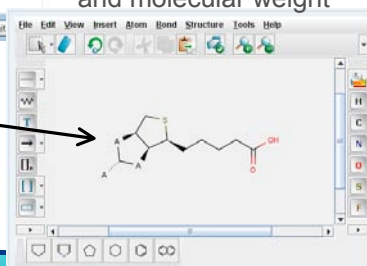 and molecular weight
File Edit View Insert Atom Bond Structure Tools Help
H
C
N
O
S
F
T
S
A
A
A
OH
O